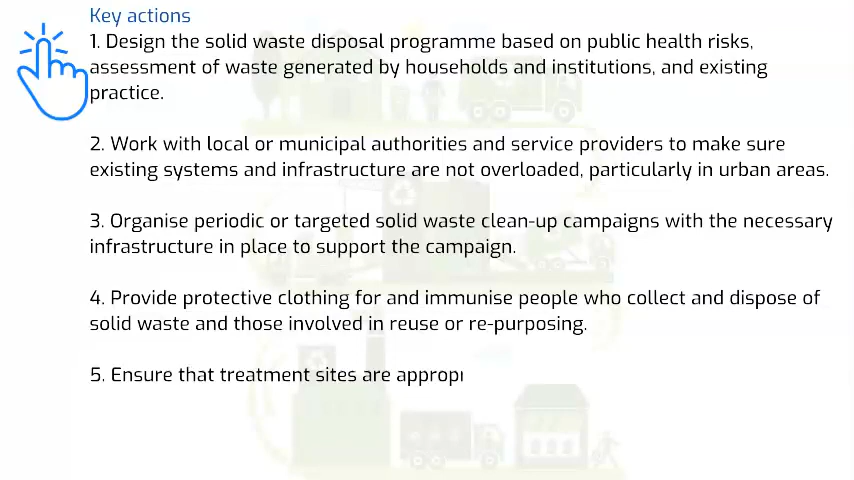 Key actions
1. Design the solid waste disposal programme based on public health risks,
assessment of waste generated by households and institutions, and existing
practice.
2. Work with local or municipal authorities and service providers to make sure
existing systems and infrastructure are not overloaded, particularly in urban areas.
3. Organise periodic or targeted solid waste clean-up campaigns with the necessary
infrastructure in place to support the campaign.
4. Provide protective clothing for and immunise people who collect and dispose of
solid waste and those involved in reuse or re-purposing.
5. Ensure that treatment sites are